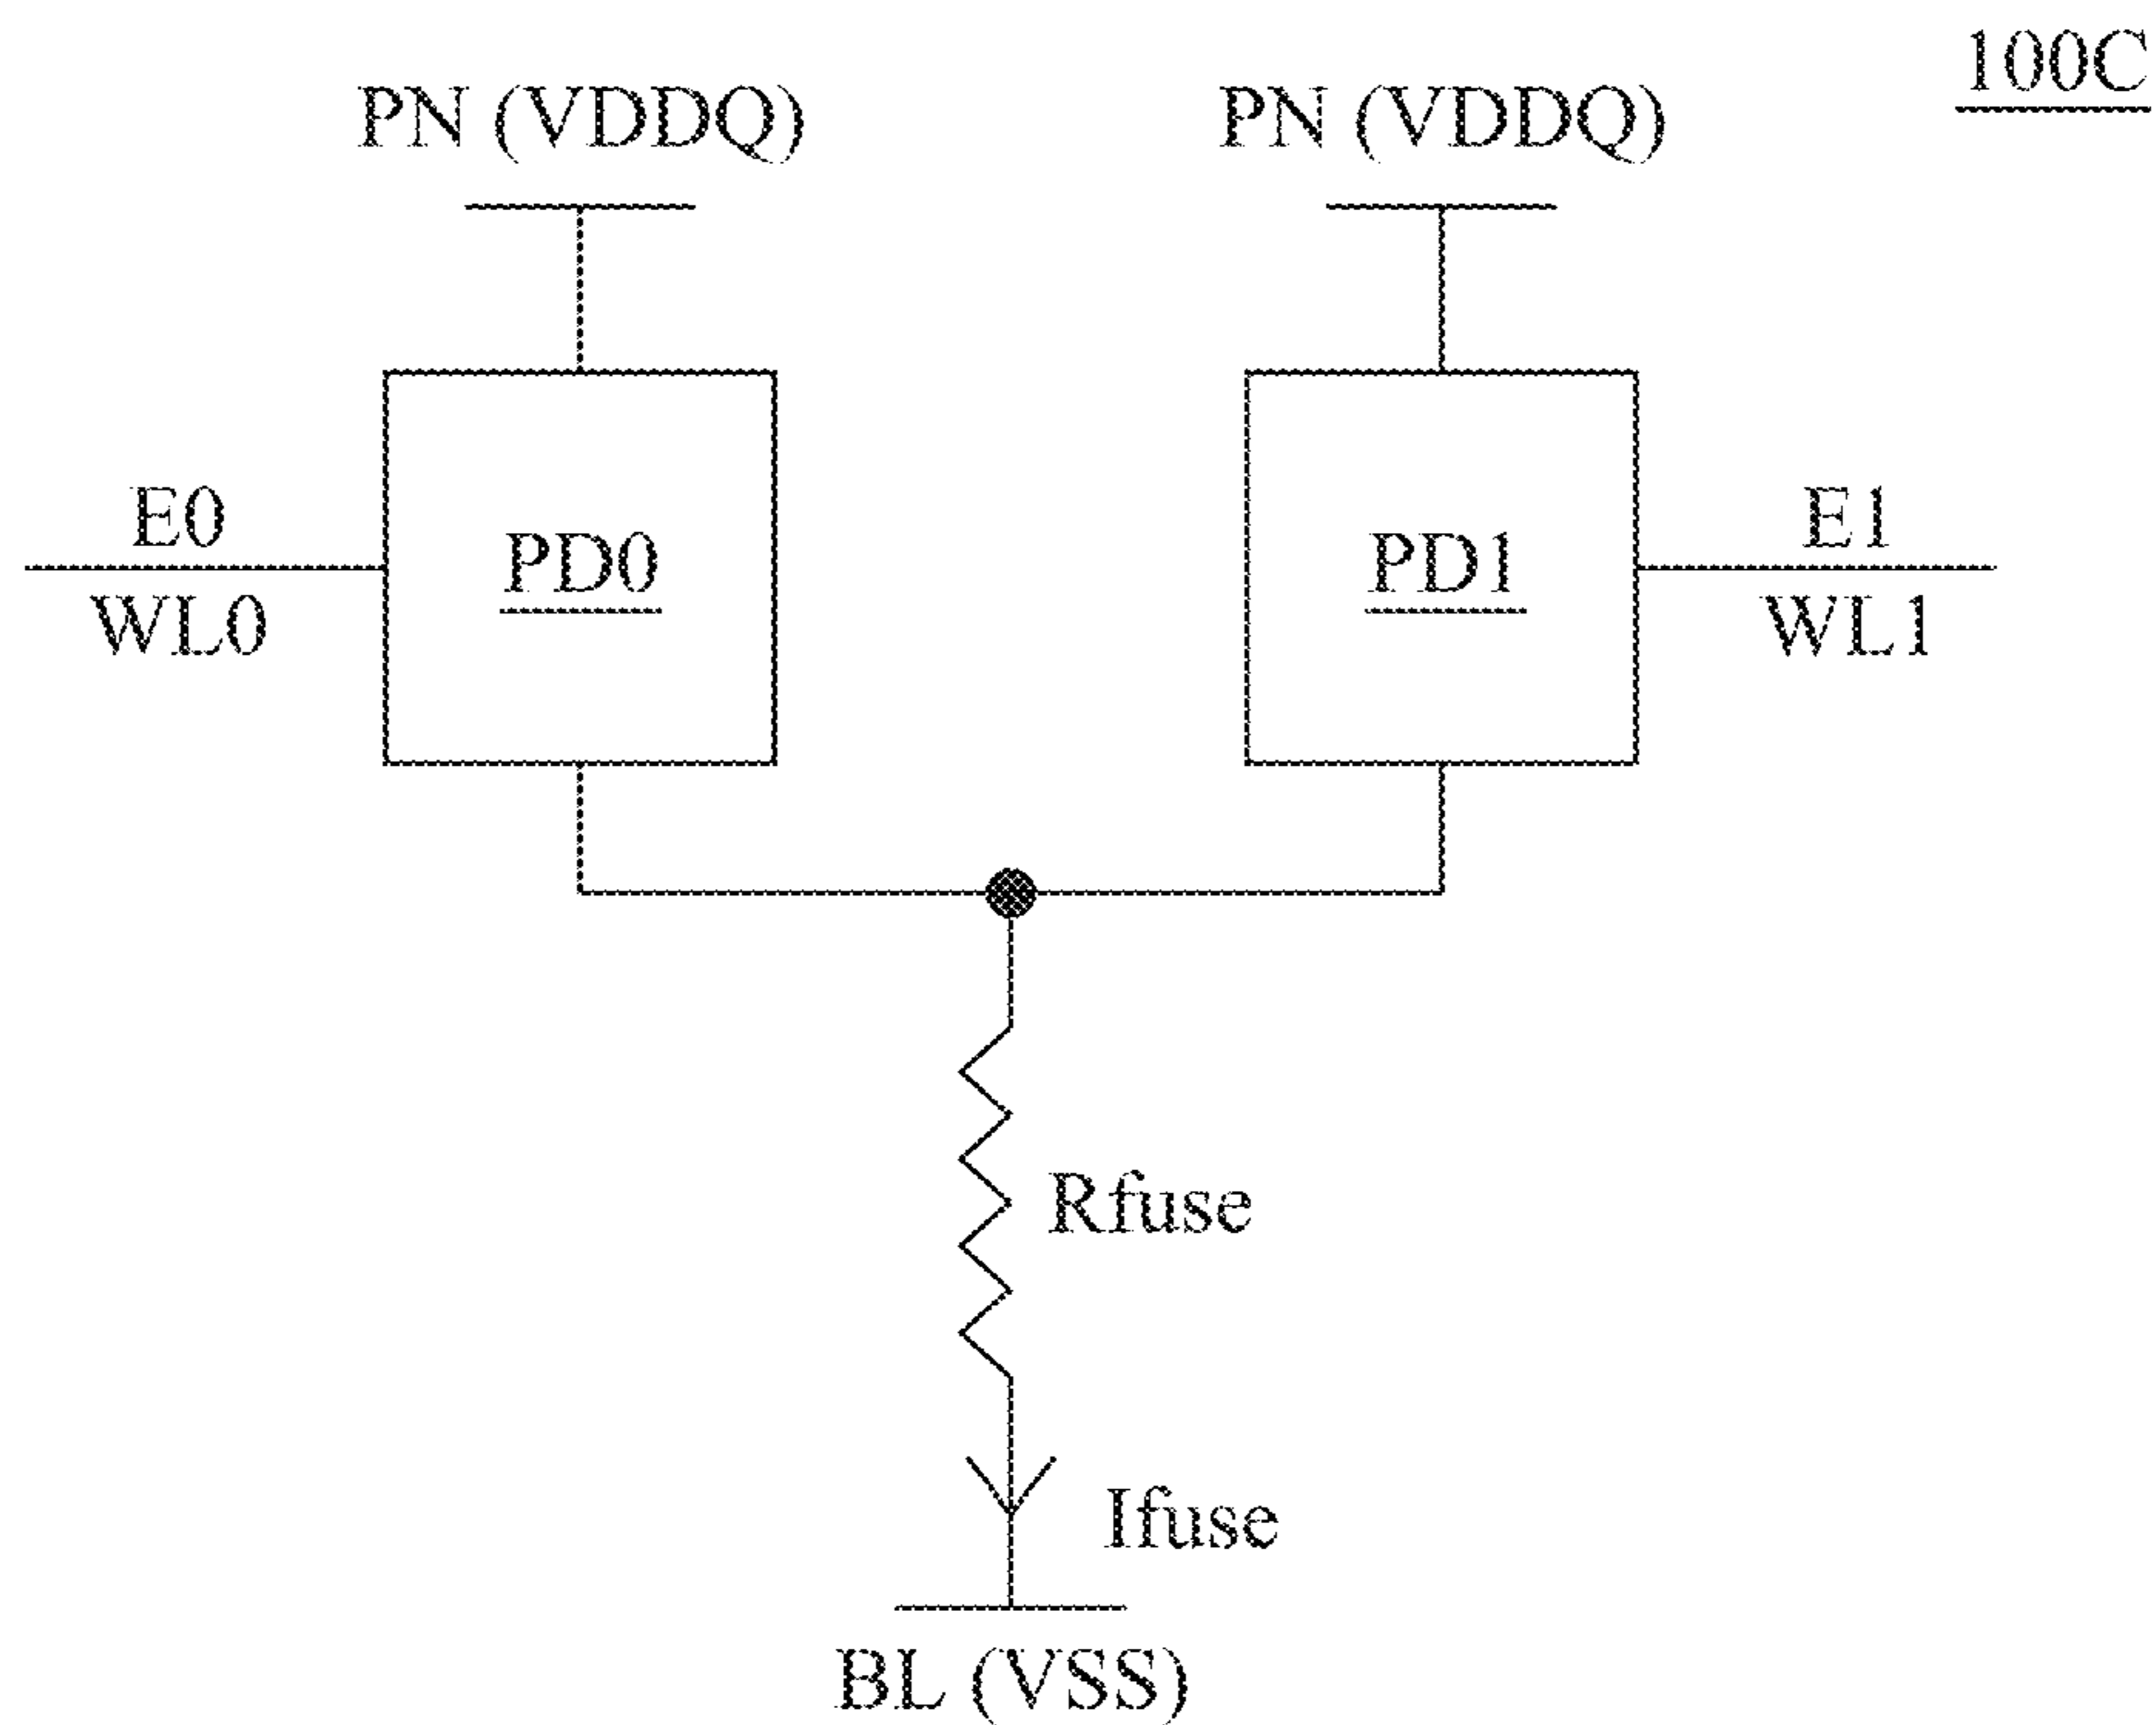 100C
PN (VDDQ)
PN (VDDQ)
E0
WL0
PD0
PD1
E1
WL1
Rfuse
Ifuse
BL (VSS)